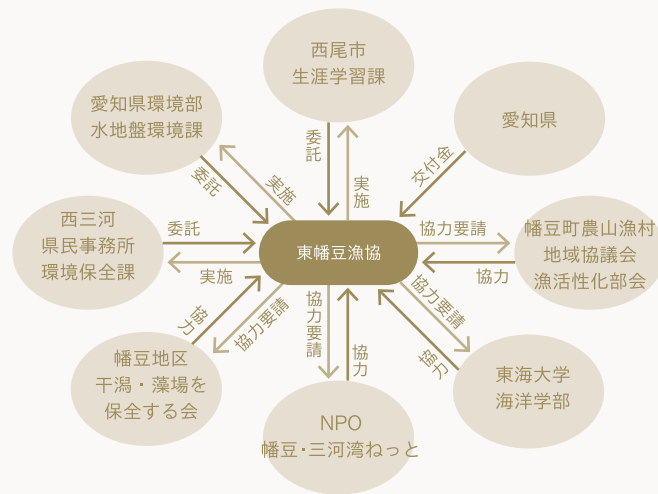 西尾市
生涯学習課
愛知県環境部
水地盤環境課
愛知県
委託
実施
委託
実施
交付金
西三河
県民事務所
環境保全課
委託
実施
東幡豆漁協
協力要請
協力
幡豆町農山漁村
地域協議会
漁活性化部会
協力
協力要請
協力要請
協力
協力要請
協力
幡豆地区
干潟・藻場を
保全する会
NPO
幡豆・三河湾ねっと
東海大学
海洋学部